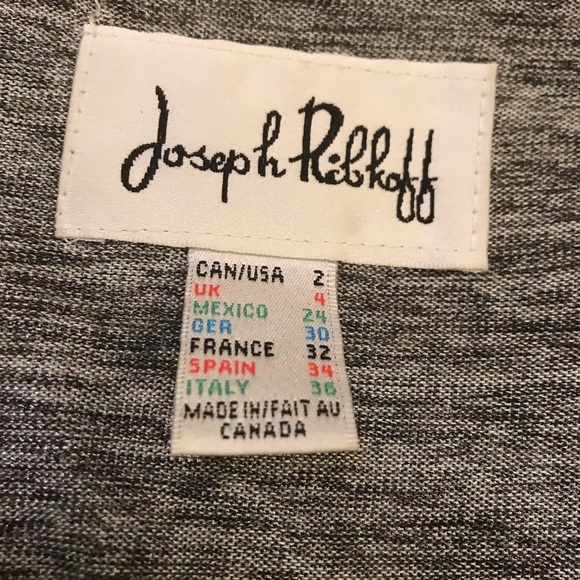 Joseph Ribkoff
CAN/USA 2
UK 4
MEXICO 24
GER 30
FRANCE 32
SPAIN 34
ITALY 36
MADE IN/FAIT AU
CANADA